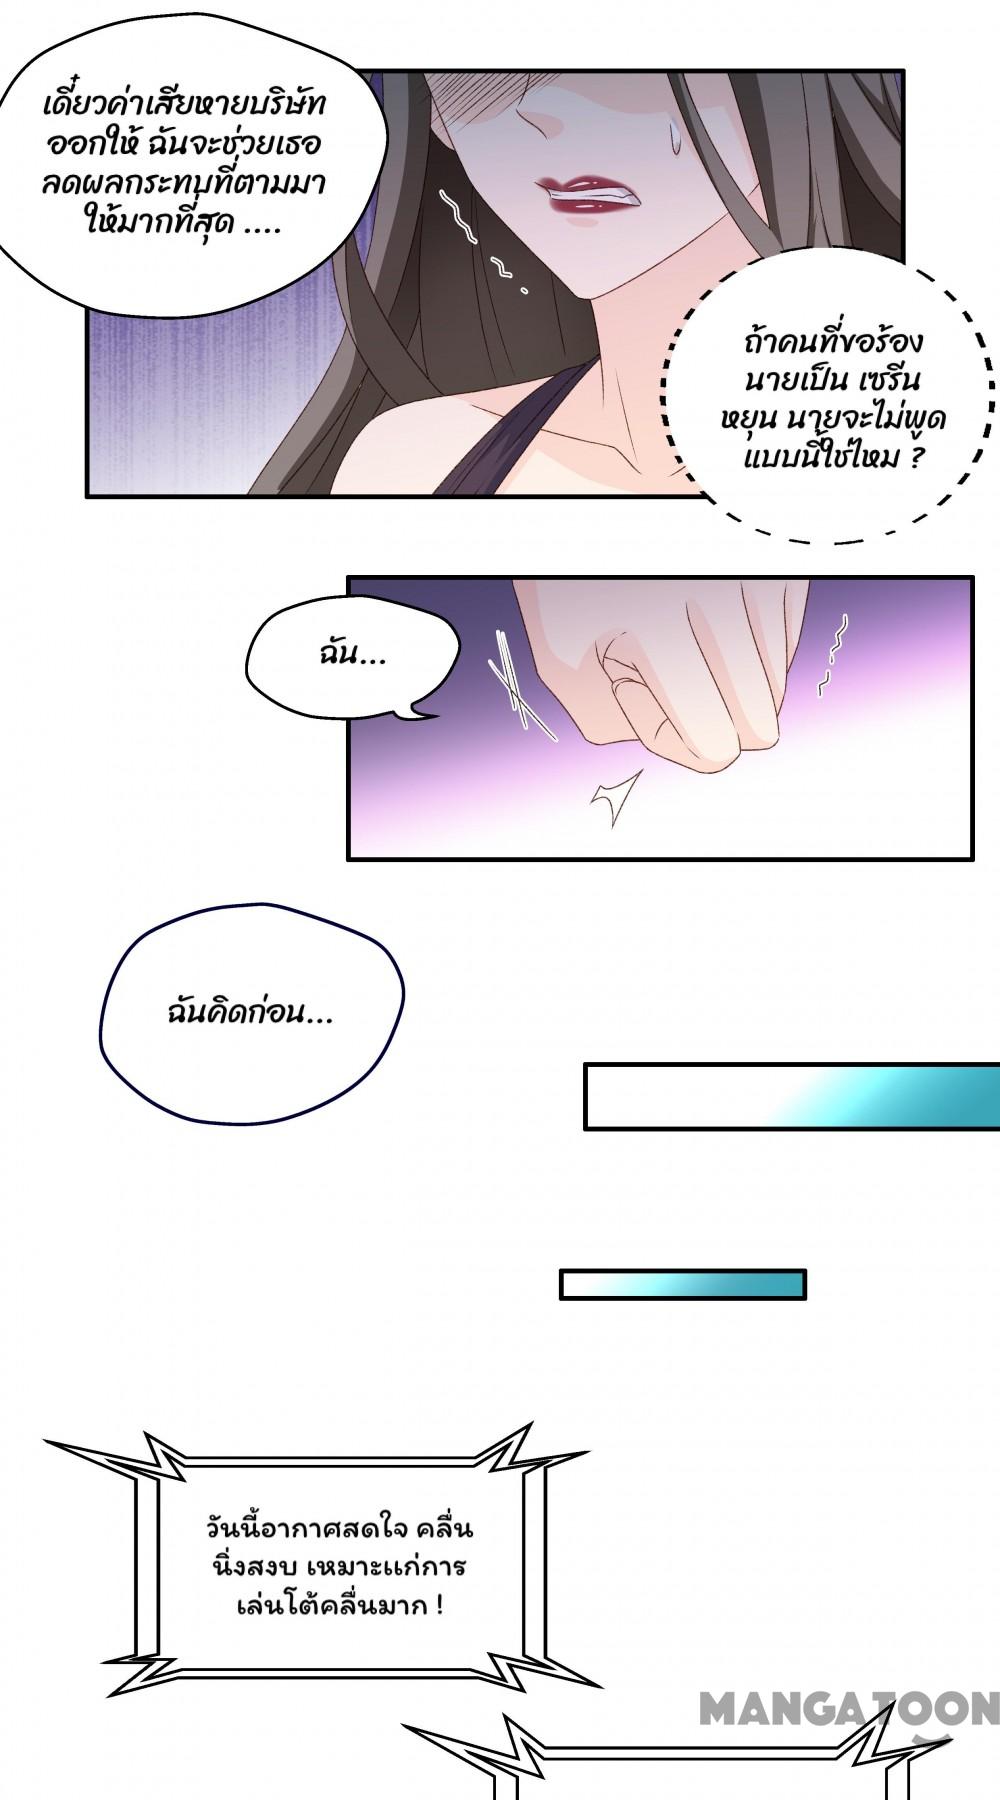 เดี๋ยวค่าเสียหายบริษัท
ออกให้ ฉันจะช่วยเธอ
ลดผลกระทบที่ตามมา
ให้มากที่สุด ....
ถ้าคนที่ขอร้อง
นายเป็น เซรีน
หยุน นายจะไม่พูด
แบบนี้ใช่ไหม ?
ฉัน...
ฉันคิดก่อน...
วันนี้อากาศสดใจ คลื่น
นิ่งสงบ เหมาะแก่การ
เล่นโต้คลื่นมาก !
MANGATOON